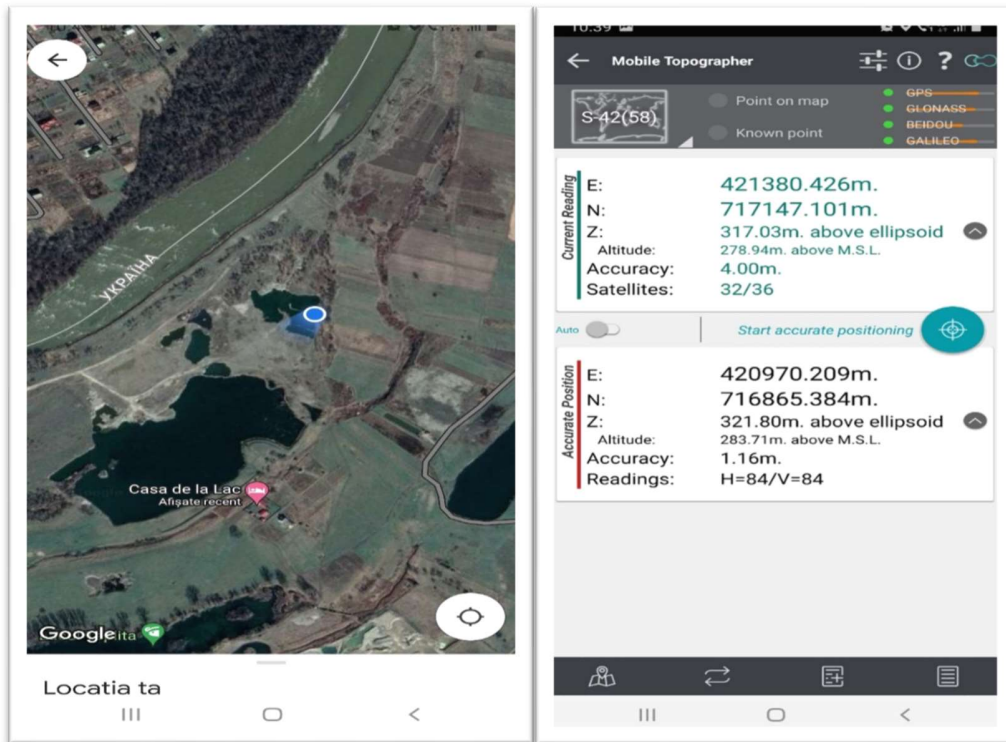 УКРАЇНА
Casa de la Lac
Afișate recent
Google
ita
Locatia ta
10:39
Mobile Topographer
S-42(58)
Point on map
Known point
GPS
GLONASS
BEIDOU
GALILEO
Current Reading
E: 421380.426m.
N: 717147.101m.
Z: 317.03m. above ellipsoid
Altitude: 278.94m. above M.S.L.
Accuracy: 4.00m.
Satellites: 32/36
Auto
Start accurate positioning
Accurate Position
E: 420970.209m.
N: 716865.384m.
Z: 321.80m. above ellipsoid
Altitude: 283.71m. above M.S.L.
Accuracy: 1.16m.
Readings: H=84/V=84